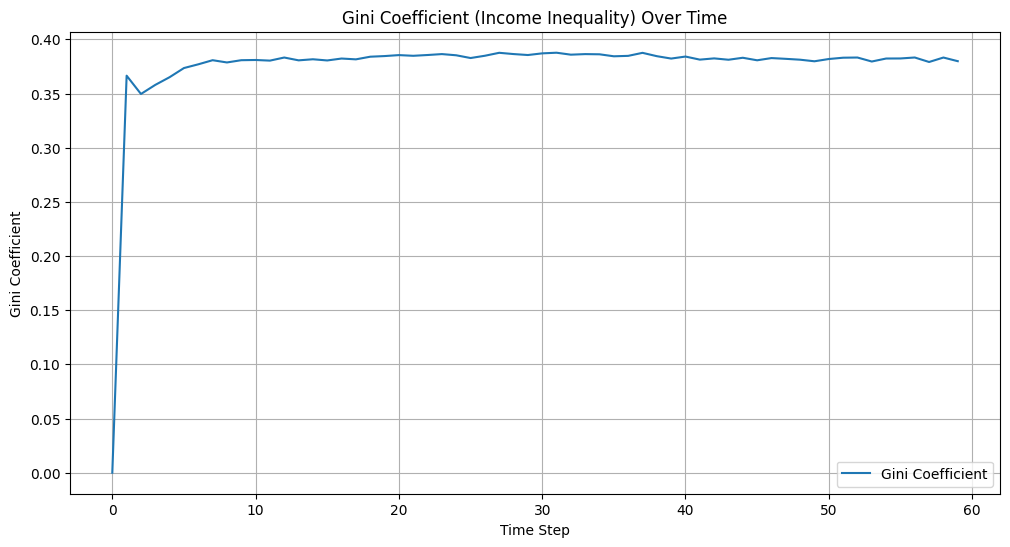 Gini Coefficient (Income Inequality) Over Time
0.40
0.35
0.30
0.25
0.20
0.15
0.10
0.05
0.00
Gini Coefficient
Gini Coefficient
0 10 20 30 40 50 60
Time Step